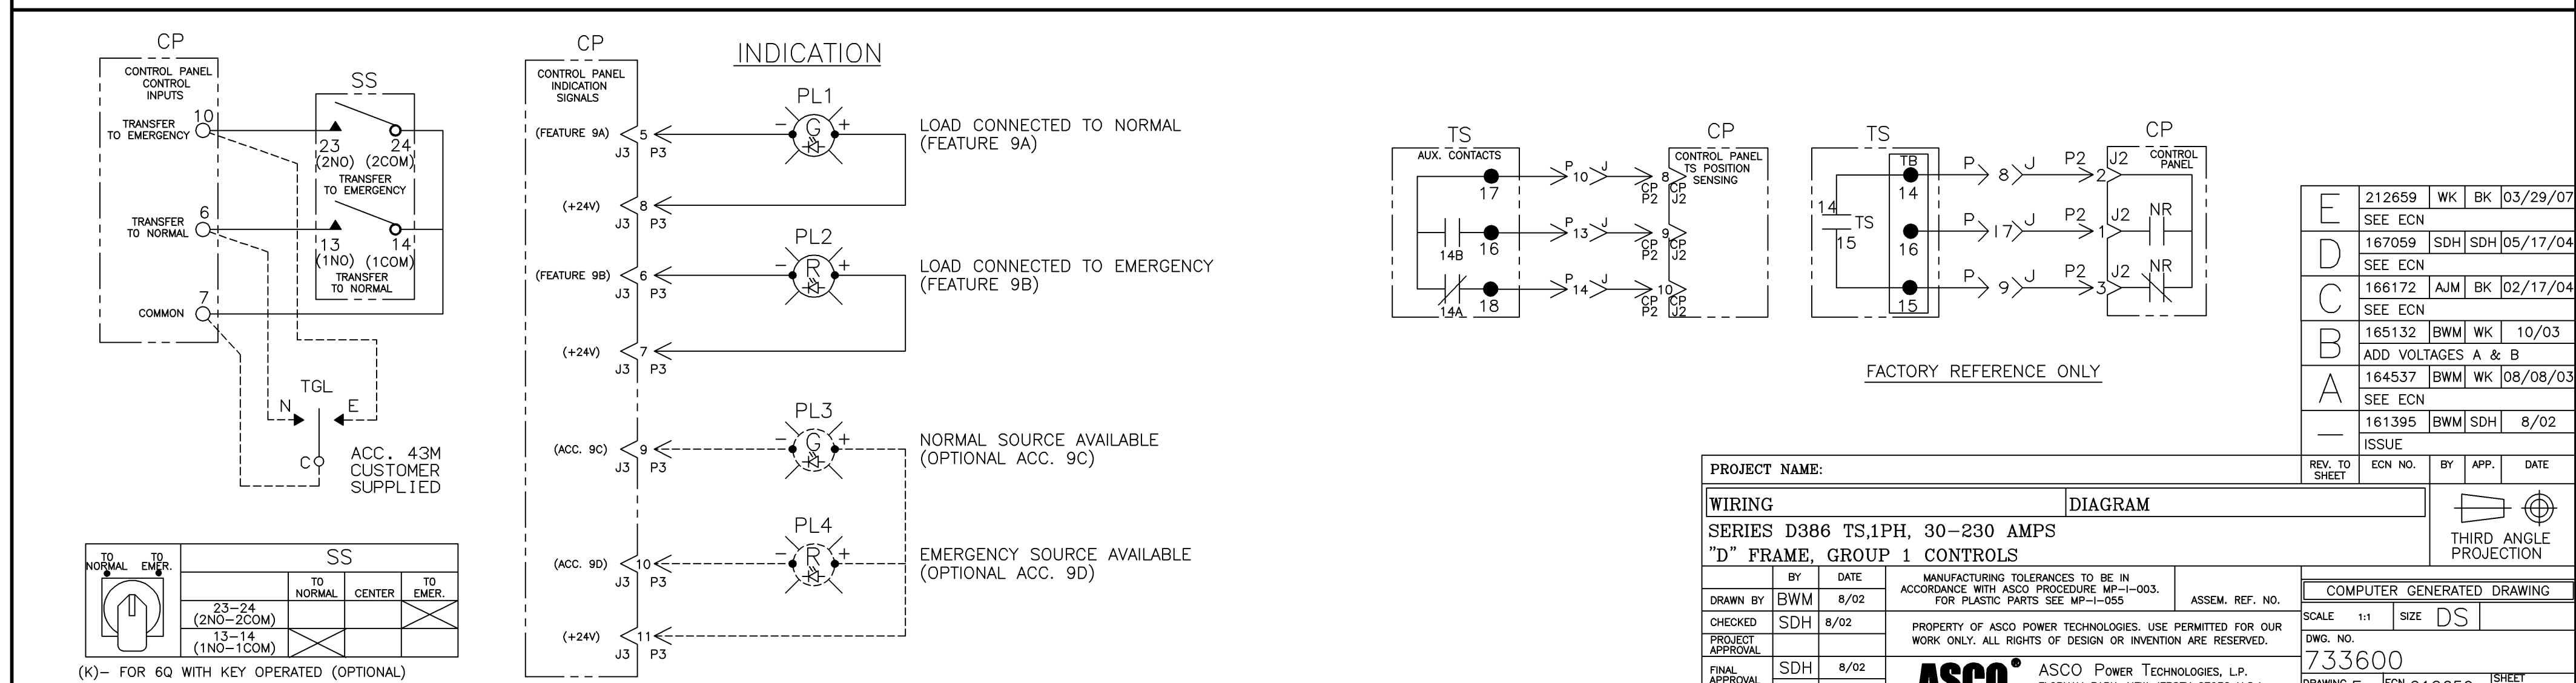 CP
CONTROL PANEL
CONTROL
INPUTS
10
TRANSFER
TO EMERGENCY
6
TRANSFER
TO NORMAL
7
COMMON
SS
23 24
(2NO) (2COM)
TRANSFER
TO EMERGENCY
13 14
(1NO) (1COM)
TRANSFER
TO NORMAL
TGL
N E
C
ACC. 43M
CUSTOMER
SUPPLIED
TO NORMAL TO EMER.
SS
TO NORMAL CENTER TO EMER.
23-24
(2NO-2COM)
13-14
(1NO-1COM)
(K)- FOR 6Q WITH KEY OPERATED (OPTIONAL)
INDICATION
CP
CONTROL PANEL
INDICATION
SIGNALS
PL1
(FEATURE 9A) 5 - G +
J3 P3
LOAD CONNECTED TO NORMAL
(FEATURE 9A)
(+24V) 8
J3 P3
PL2
(FEATURE 9B) 6 - R +
J3 P3
LOAD CONNECTED TO EMERGENCY
(FEATURE 9B)
(+24V) 7
J3 P3
PL3
(ACC. 9C) 9 - G +
J3 P3
NORMAL SOURCE AVAILABLE
(OPTIONAL ACC. 9C)
PL4
(ACC. 9D) 10 - R +
J3 P3
EMERGENCY SOURCE AVAILABLE
(OPTIONAL ACC. 9D)
(+24V) 11
J3 P3
TS
AUX. CONTACTS
CP
CONTROL PANEL
TS POSITION
SENSING
17 P 10 J 8
CP CP
P2 J2
14B 16 P 13 J 9
CP CP
P2 J2
14A 18 P 14 J 10
CP CP
P2 J2
TS
TB
CP
CONTROL
PANEL
14 P 8 J P2 2 J2
14 TS 15
16 P 17 J P2 1 J2 NR
15 P 9 J P2 3 J2 NR
FACTORY REFERENCE ONLY
E 212659 WK BK 03/29/07
SEE ECN
D 167059 SDH SDH 05/17/04
SEE ECN
C 166172 AJM BK 02/17/04
SEE ECN
B 165132 BWM WK 10/03
ADD VOLTAGES A & B
A 164537 BWM WK 08/08/03
SEE ECN
— 161395 BWM SDH 8/02
ISSUE
REV. TO SHEET ECN NO. BY APP. DATE
PROJECT NAME:
WIRING DIAGRAM
SERIES D386 TS,1PH, 30-230 AMPS
"D" FRAME, GROUP 1 CONTROLS
THIRD ANGLE
PROJECTION
BY DATE
DRAWN BY BWM 8/02
CHECKED SDH 8/02
PROJECT APPROVAL
FINAL APPROVAL SDH 8/02
MANUFACTURING TOLERANCES TO BE IN
ACCORDANCE WITH ASCO PROCEDURE MP-I-003.
FOR PLASTIC PARTS SEE MP-I-055
ASSEM. REF. NO.
PROPERTY OF ASCO POWER TECHNOLOGIES. USE PERMITTED FOR OUR
WORK ONLY. ALL RIGHTS OF DESIGN OR INVENTION ARE RESERVED.
ASCO® ASCO POWER TECHNOLOGIES, L.P.
COMPUTER GENERATED DRAWING
SCALE 1:1 SIZE DS
DWG. NO.
733600
SHEET